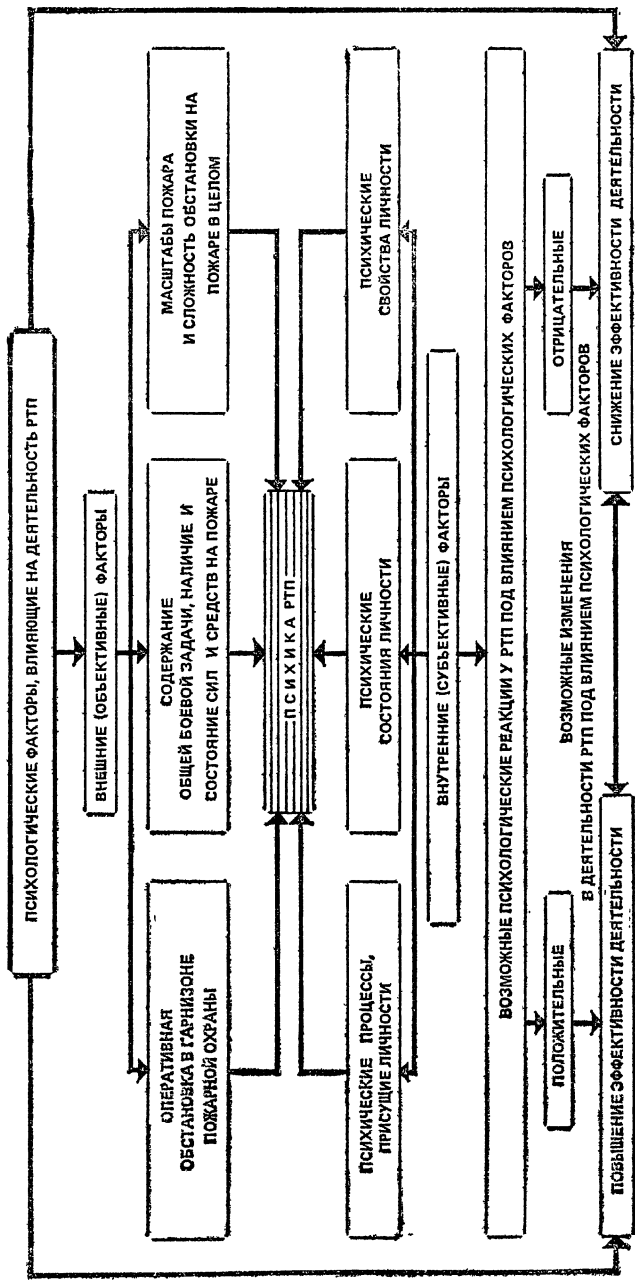 ПСИХОЛОГИЧЕСКИЕ ФАКТОРЫ, ВЛИЯЮЩИЕ НА ДЕЯТЕЛЬНОСТЬ РТП
ВНЕШНИЕ (ОБЪЕКТИВНЫЕ) ФАКТОРЫ
ОПЕРАТИВНАЯ
ОБСТАНОВКА В ГАРНИЗОНЕ
ПОЖАРНОЙ ОХРАНЫ
СОДЕРЖАНИЕ
ОБЩЕЙ БОЕВОЙ ЗАДАЧИ, НАЛИЧИЕ И
СОСТОЯНИЕ СИЛ И СРЕДСТВ НА ПОЖАРЕ
МАСШТАБЫ ПОЖАРА
И СЛОЖНОСТЬ ОБСТАНОВКИ НА
ПОЖАРЕ В ЦЕЛОМ
ПСИХИКА РТП
ПСИХИЧЕСКИЕ ПРОЦЕССЫ,
ПРИСУЩИЕ ЛИЧНОСТИ
ПСИХИЧЕСКИЕ
СОСТОЯНИЯ ЛИЧНОСТИ
ПСИХИЧЕСКИЕ
СВОЙСТВА ЛИЧНОСТИ
ВНУТРЕННИЕ (СУБЪЕКТИВНЫЕ) ФАКТОРЫ
ВОЗМОЖНЫЕ ПСИХОЛОГИЧЕСКИЕ РЕАКЦИИ У РТП ПОД ВЛИЯНИЕМ ПСИХОЛОГИЧЕСКИХ ФАКТОРОВ
ПОЛОЖИТЕЛЬНЫЕ
ОТРИЦАТЕЛЬНЫЕ
ВОЗМОЖНЫЕ ИЗМЕНЕНИЯ
В ДЕЯТЕЛЬНОСТИ РТП ПОД ВЛИЯНИЕМ ПСИХОЛОГИЧЕСКИХ ФАКТОРОВ
ПОВЫШЕНИЕ ЭФФЕКТИВНОСТИ ДЕЯТЕЛЬНОСТИ
СНИЖЕНИЕ ЭФФЕКТИВНОСТИ ДЕЯТЕЛЬНОСТИ